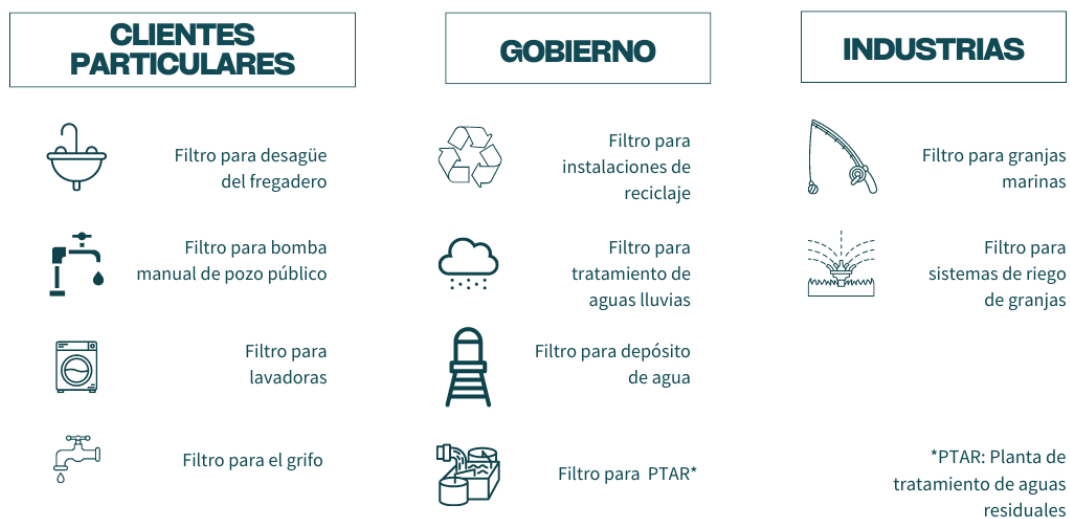 CLIENTES
PARTICULARES
Filtro para desagüe
del fregadero
Filtro para bomba
manual de pozo público
Filtro para
lavadoras
Filtro para el grifo
GOBIERNO
Filtro para
instalaciones de
reciclaje
Filtro para
tratamiento de
aguas lluvias
Filtro para depósito
de agua
Filtro para PTAR*
INDUSTRIAS
Filtro para granjas
marinas
Filtro para
sistemas de riego
de granjas
*PTAR: Planta de
tratamiento de aguas
residuales